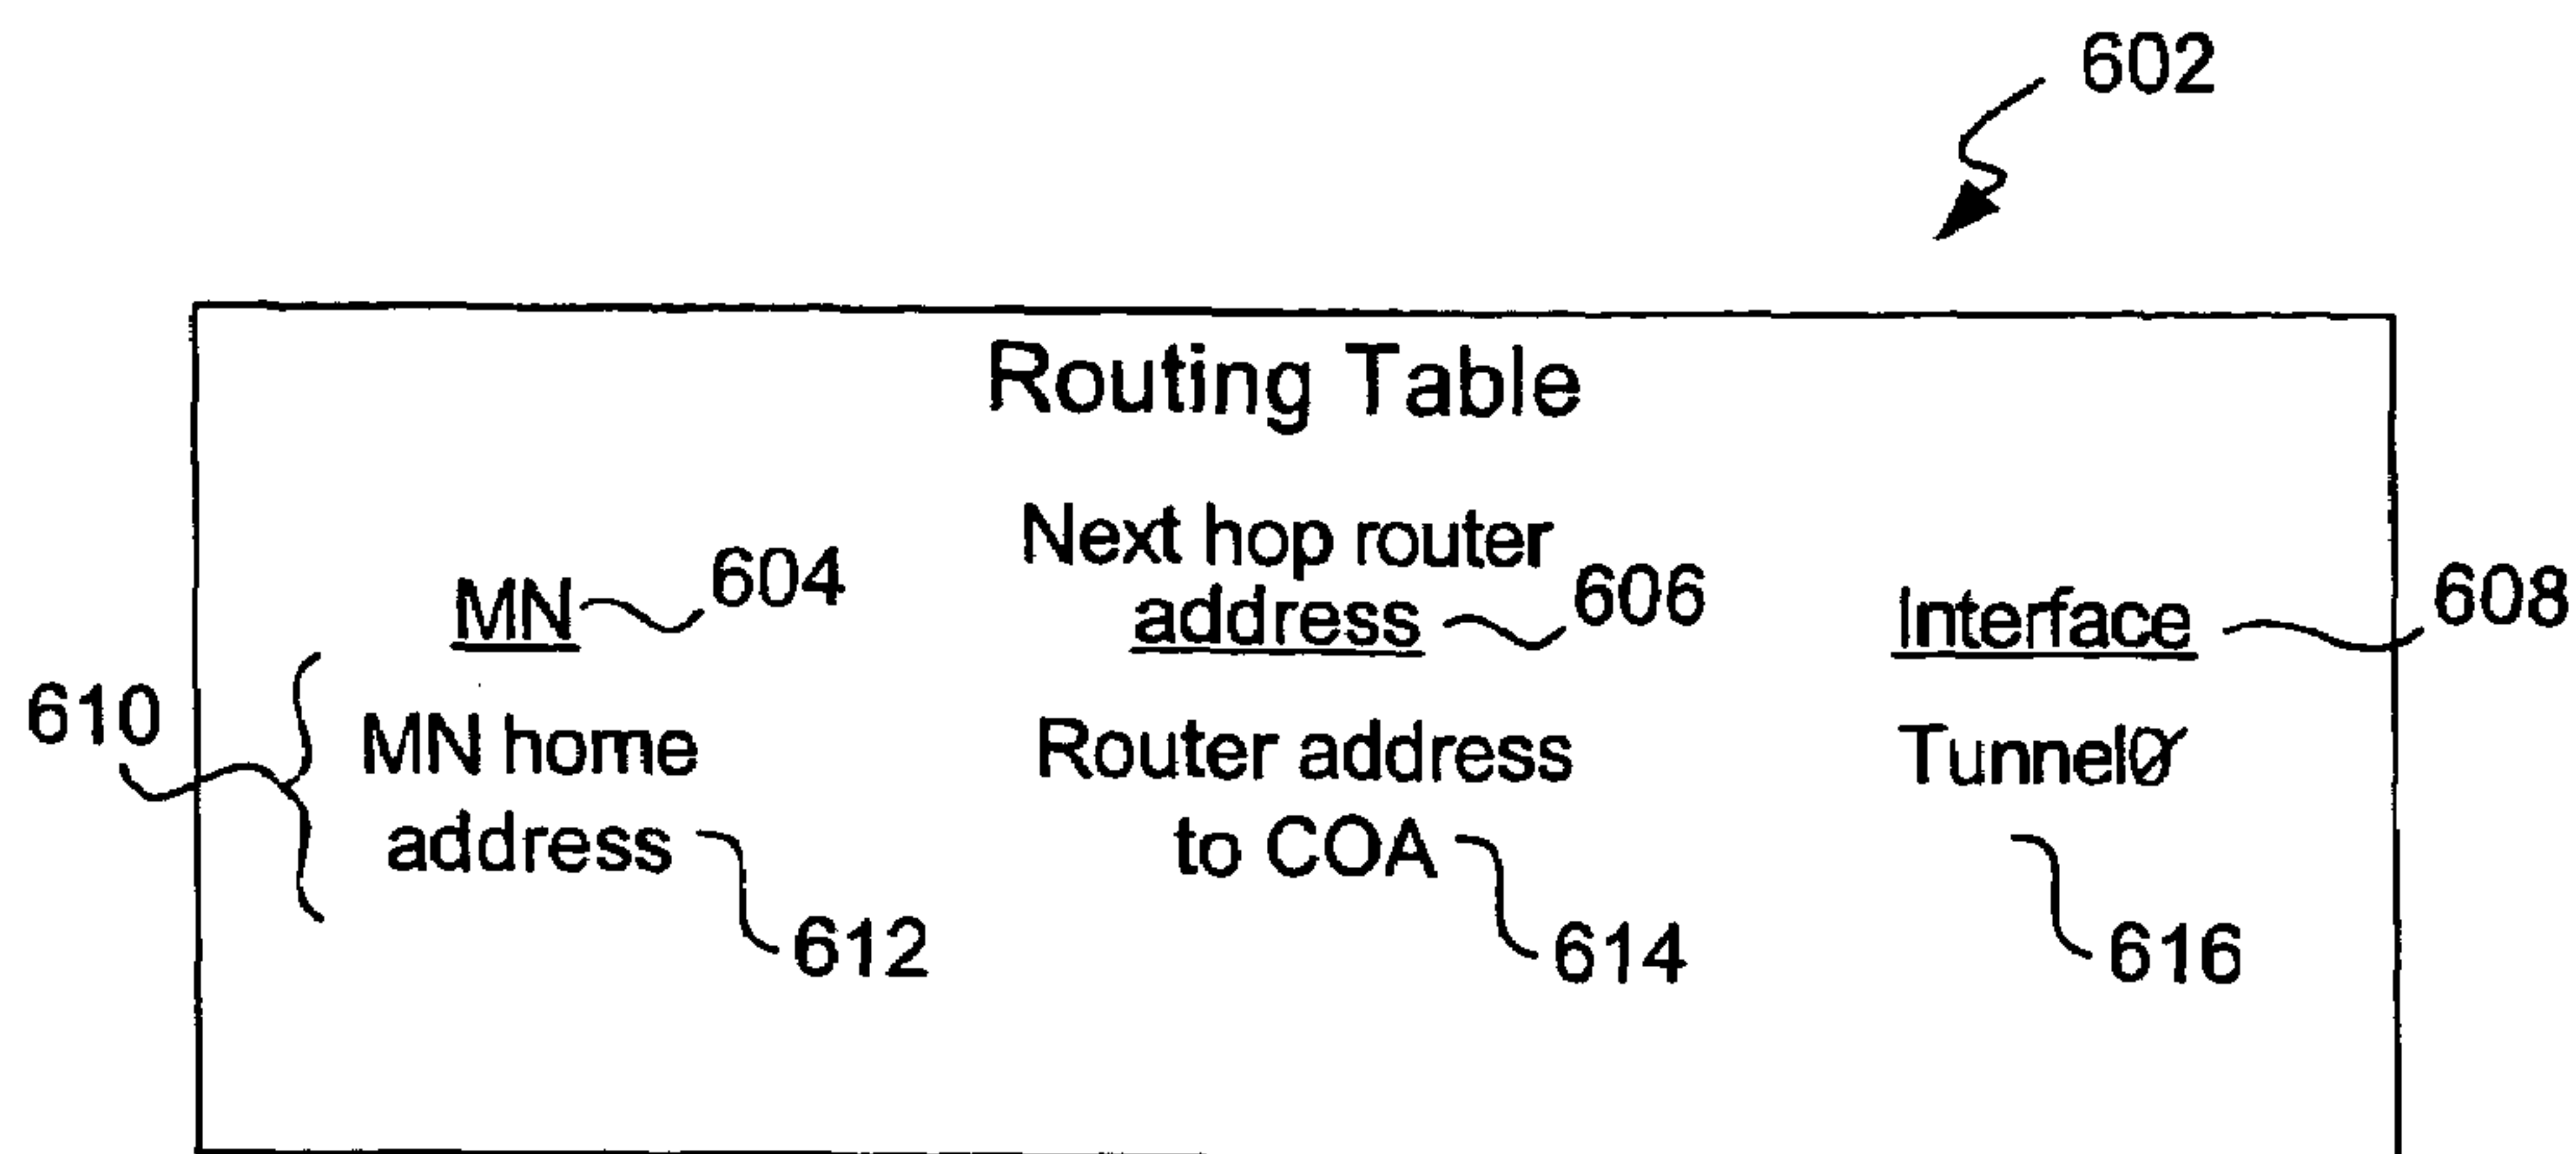 602
Routing Table
Next hop router
MN 604 address 606 Interface 608
610
MN home Router address Tunnel0
address to COA
612 614 616